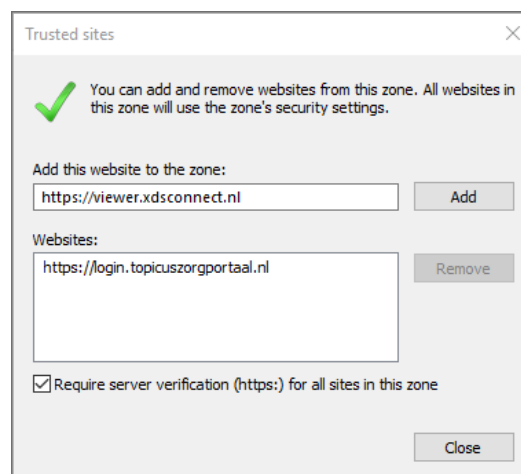 Trusted sites
You can add and remove websites from this zone. All websites in
this zone will use the zone's security settings.
Add this website to the zone:
https://viewer.xdsconnect.nl
Add
Websites:
https://login.topicuszorgportaal.nl
Remove
Require server verification (https:) for all sites in this zone
Close